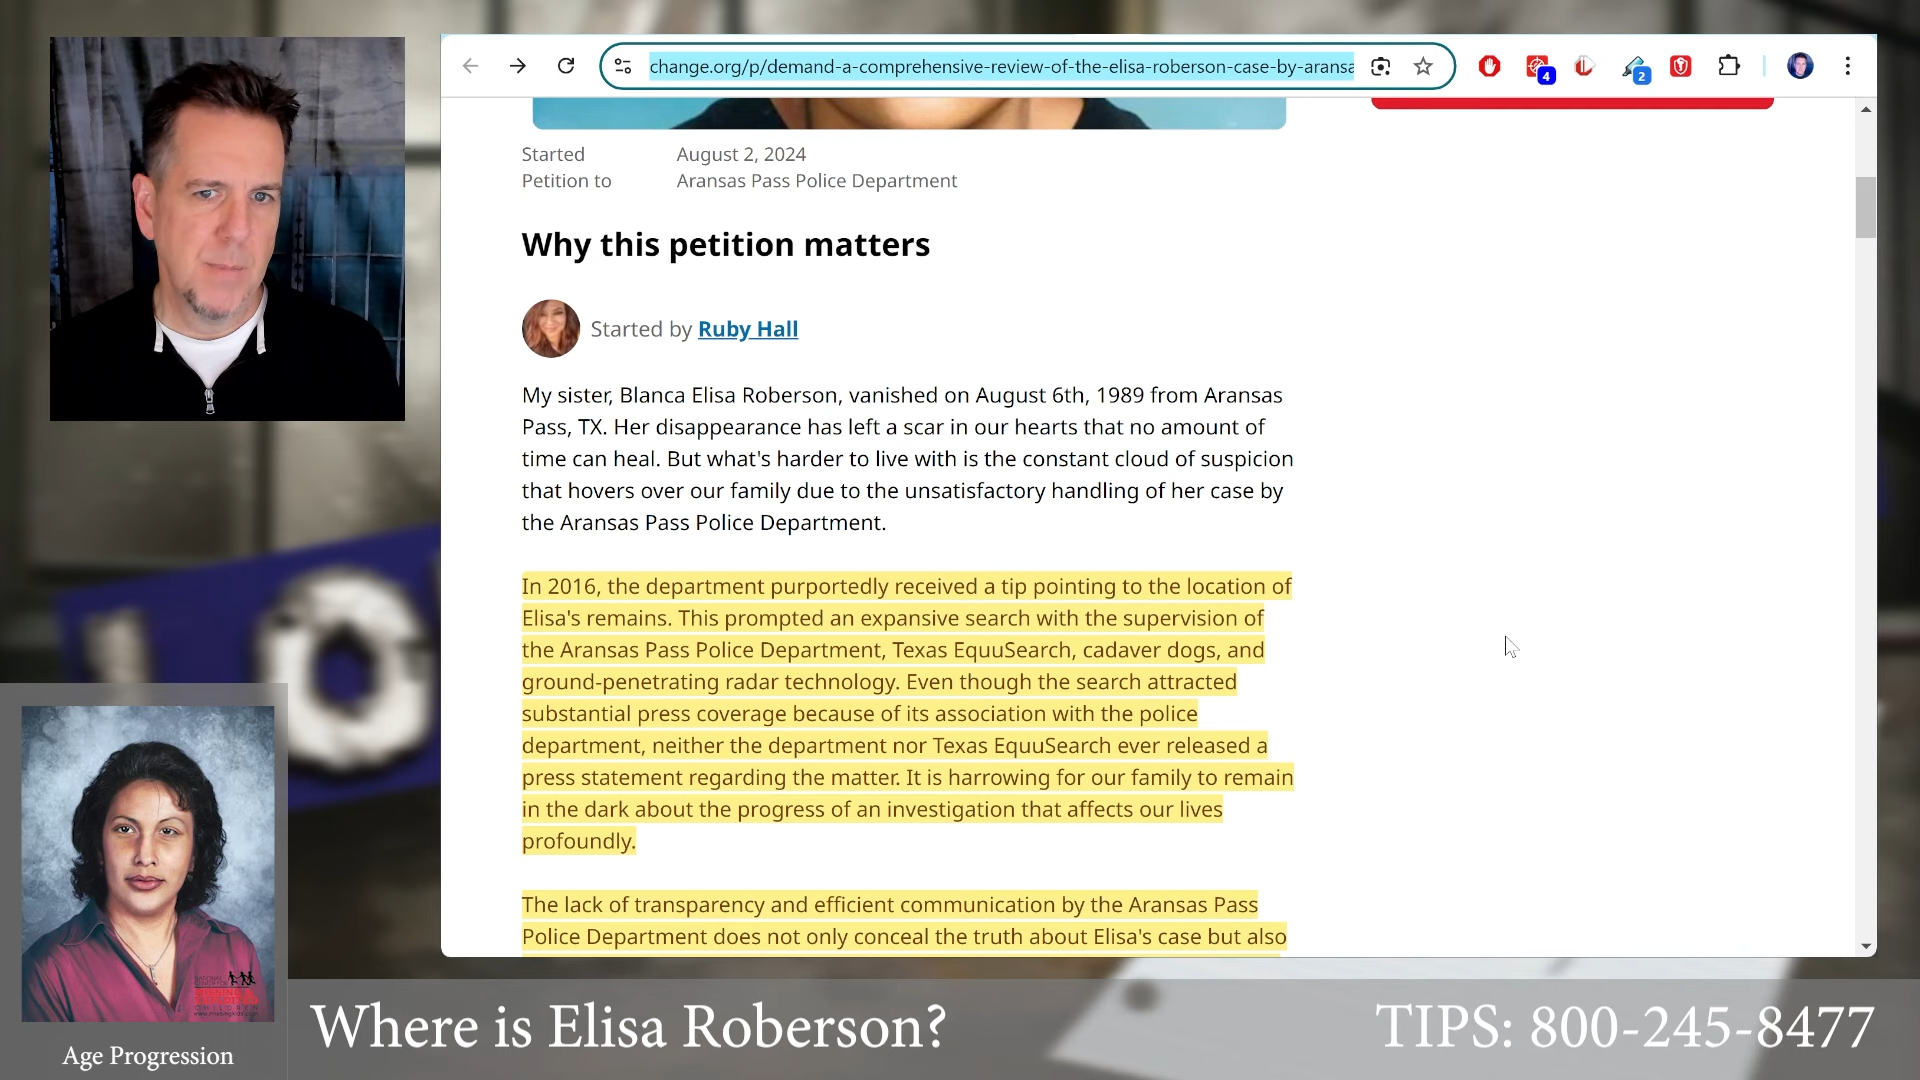 change.org/p/demand-a-comprehensive-review-of-the-elisa-roberson-case-by-aransa
4
2
Started August 2, 2024
Petition to Aransas Pass Police Department
Why this petition matters
Started by Ruby Hall
My sister, Blanca Elisa Roberson, vanished on August 6th, 1989 from Aransas
Pass, TX. Her disappearance has left a scar in our hearts that no amount of
time can heal. But what's harder to live with is the constant cloud of suspicion
that hovers over our family due to the unsatisfactory handling of her case by
the Aransas Pass Police Department.
In 2016, the department purportedly received a tip pointing to the location of
Elisa's remains. This prompted an expansive search with the supervision of
the Aransas Pass Police Department, Texas EquuSearch, cadaver dogs, and
ground-penetrating radar technology. Even though the search attracted
substantial press coverage because of its association with the police
department, neither the department nor Texas EquuSearch ever released a
press statement regarding the matter. It is harrowing for our family to remain
in the dark about the progress of an investigation that affects our lives
profoundly.
The lack of transparency and efficient communication by the Aransas Pass
Police Department does not only conceal the truth about Elisa's case but also
Age Progression
Where is Elisa Roberson?
TIPS: 800-245-8477